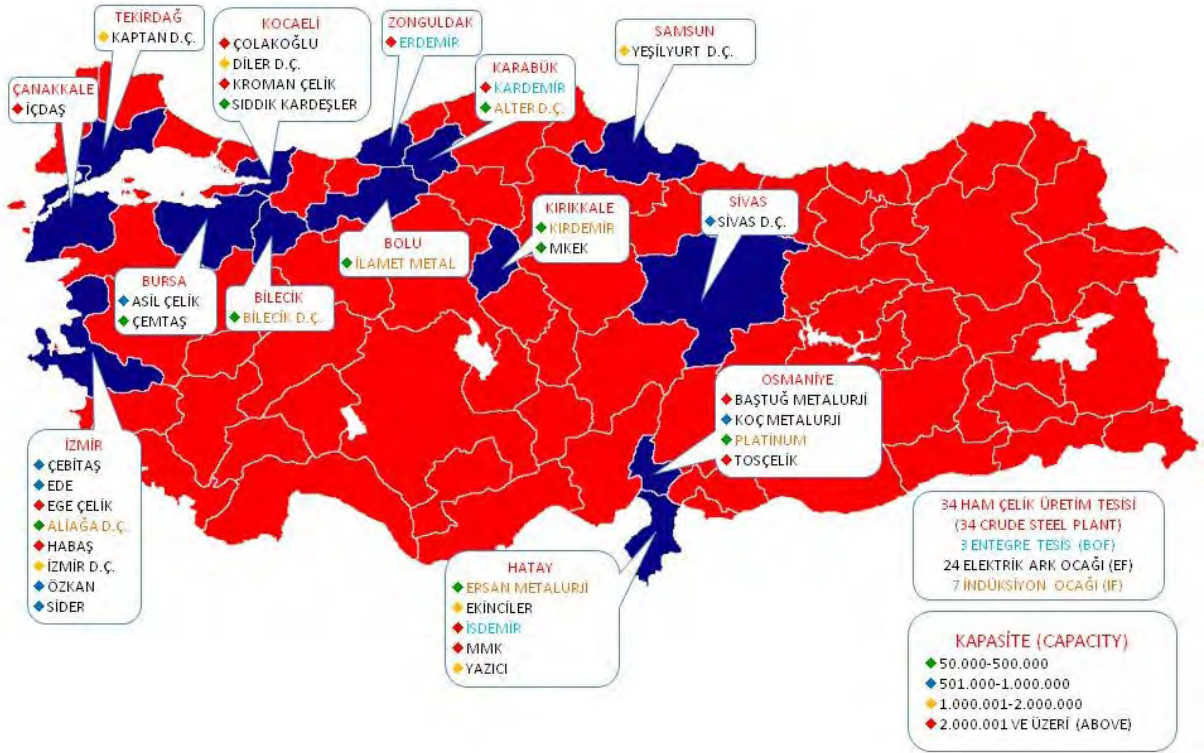 TEKİRDAĞ
KAPTAN D.Ç.
KOCAELİ
ÇOLAKOĞLU
DİLER D.Ç.
KROMAN ÇELİK
SIDDIK KARDEŞLER
ZONGULDAK
ERDEMİR
SAMSUN
YEŞİLYURT D.Ç.
KARABÜK
KARDEMİR
ALTER D.Ç.
ÇANAKKALE
İÇDAŞ
KIRIKKALE
KIRDEMİR
MKEK
SİVAS
SİVAS D.Ç.
BOLU
İLAMET METAL
BURSA
ASİL ÇELİK
ÇEMTAŞ
BİLECİK
BİLECİK D.Ç.
OSMANİYE
BAŞTUĞ METALURJİ
KOÇ METALURJİ
PLATİNUM
TOSÇELİK
İZMİR
ÇEBİTAŞ
EDE
EGE ÇELİK
ALİAĞA D.Ç.
HABAŞ
İZMİR D.Ç.
ÖZKAN
SİDER
HATAY
ERSAN METALURJİ
EKİNCİLER
İSDEMİR
MMK
YAZICI
34 HAM ÇELİK ÜRETİM TESİSİ
(34 CRUDE STEEL PLANT)
3 ENTEGRE TESİS (BOF)
24 ELEKTRİK ARK OCAĞI (EF)
7 İNDÜKSİYON OCAĞI (IF)
KAPASİTE (CAPACITY)
50.000-500.000
501.000-1.000.000
1.000.001-2.000.000
2.000.001 VE ÜZERİ (ABOVE)